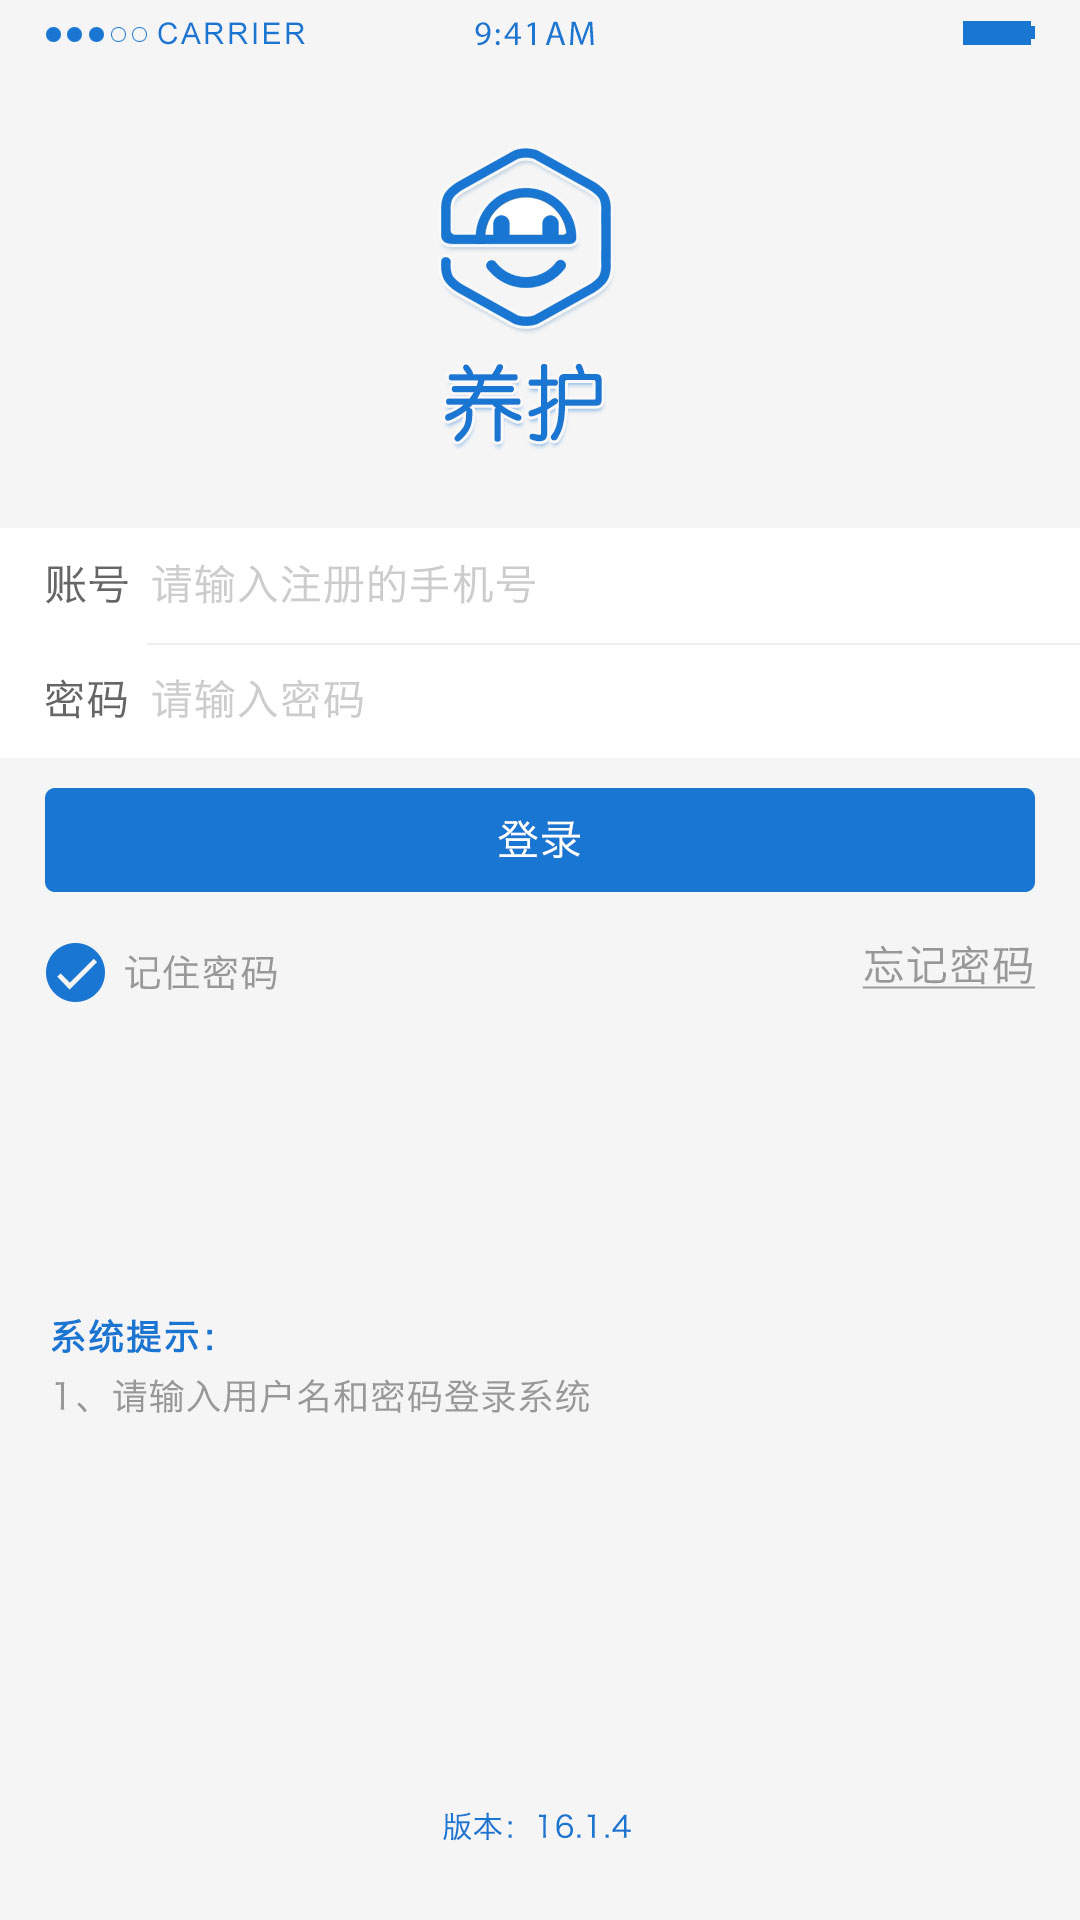 CARRIER 9:41AM
养护
账号 请输入注册的手机号
密码 请输入密码
登录
记住密码 忘记密码
系统提示：
1、请输入用户名和密码登录系统
版本：16.1.4